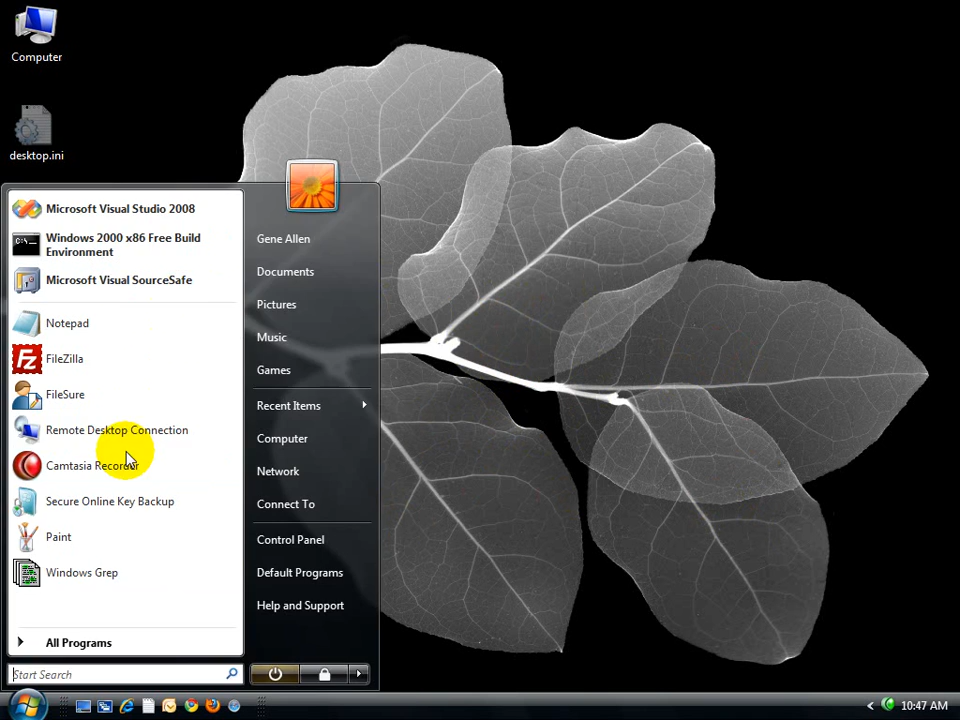 Computer
desktop.ini
Microsoft Visual Studio 2008
Windows 2000 x86 Free Build
Environment
Microsoft Visual SourceSafe
Notepad
FileZilla
FileSure
Remote Desktop Connection
Camtasia Recorder
Secure Online Key Backup
Paint
Windows Grep
All Programs
Start Search
Gene Allen
Documents
Pictures
Music
Games
Recent Items
Computer
Network
Connect To
Control Panel
Default Programs
Help and Support
10:47 AM